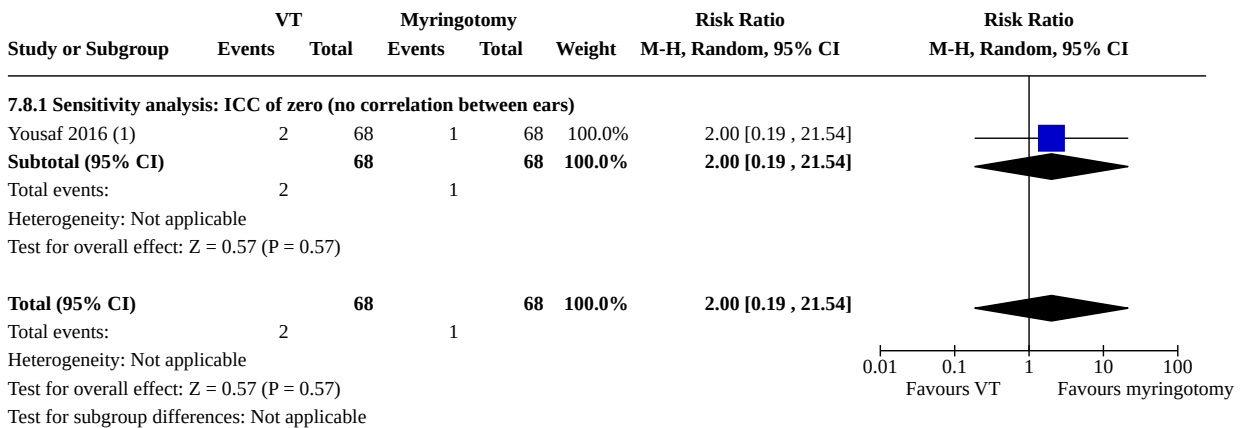 VT Myringotomy Risk Ratio Risk Ratio
Study or Subgroup Events Total Events Total Weight M-H, Random, 95% CI M-H, Random, 95% CI
7.8.1 Sensitivity analysis: ICC of zero (no correlation between ears)
Yousaf 2016 (1) 2 68 1 68 100.0% 2.00 [0.19 , 21.54]
Subtotal (95% CI) 68 68 100.0% 2.00 [0.19 , 21.54]
Total events: 2 1
Heterogeneity: Not applicable
Test for overall effect: Z = 0.57 (P = 0.57)
Total (95% CI) 68 68 100.0% 2.00 [0.19 , 21.54]
Total events: 2 1
Heterogeneity: Not applicable
0.01 0.1 1 10 100
Test for overall effect: Z = 0.57 (P = 0.57)
Favours VT Favours myringotomy
Test for subgroup differences: Not applicable